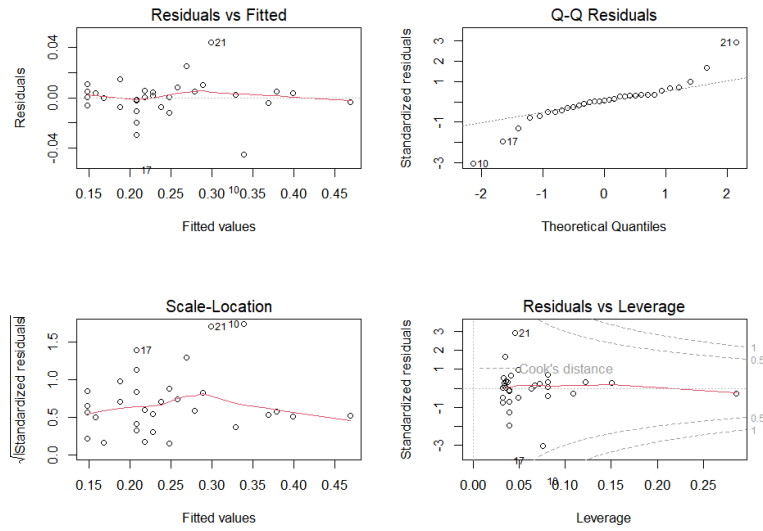 Residuals vs Fitted
Residuals
0.04
0.00
-0.04
21
17
10
0.15 0.20 0.25 0.30 0.35 0.40 0.45
Fitted values
Q-Q Residuals
Standardized residuals
3
1
-1
-3
21
17
10
-2 -1 0 1 2
Theoretical Quantiles
Scale-Location
√|Standardized residuals|
1.5
1.0
0.5
0.0
21
10
17
0.15 0.20 0.25 0.30 0.35 0.40 0.45
Fitted values
Residuals vs Leverage
Standardized residuals
3
1
-1
-3
21
Cook's distance
17
10
1
0.5
0.5
1
0.00 0.05 0.10 0.15 0.20 0.25
Leverage